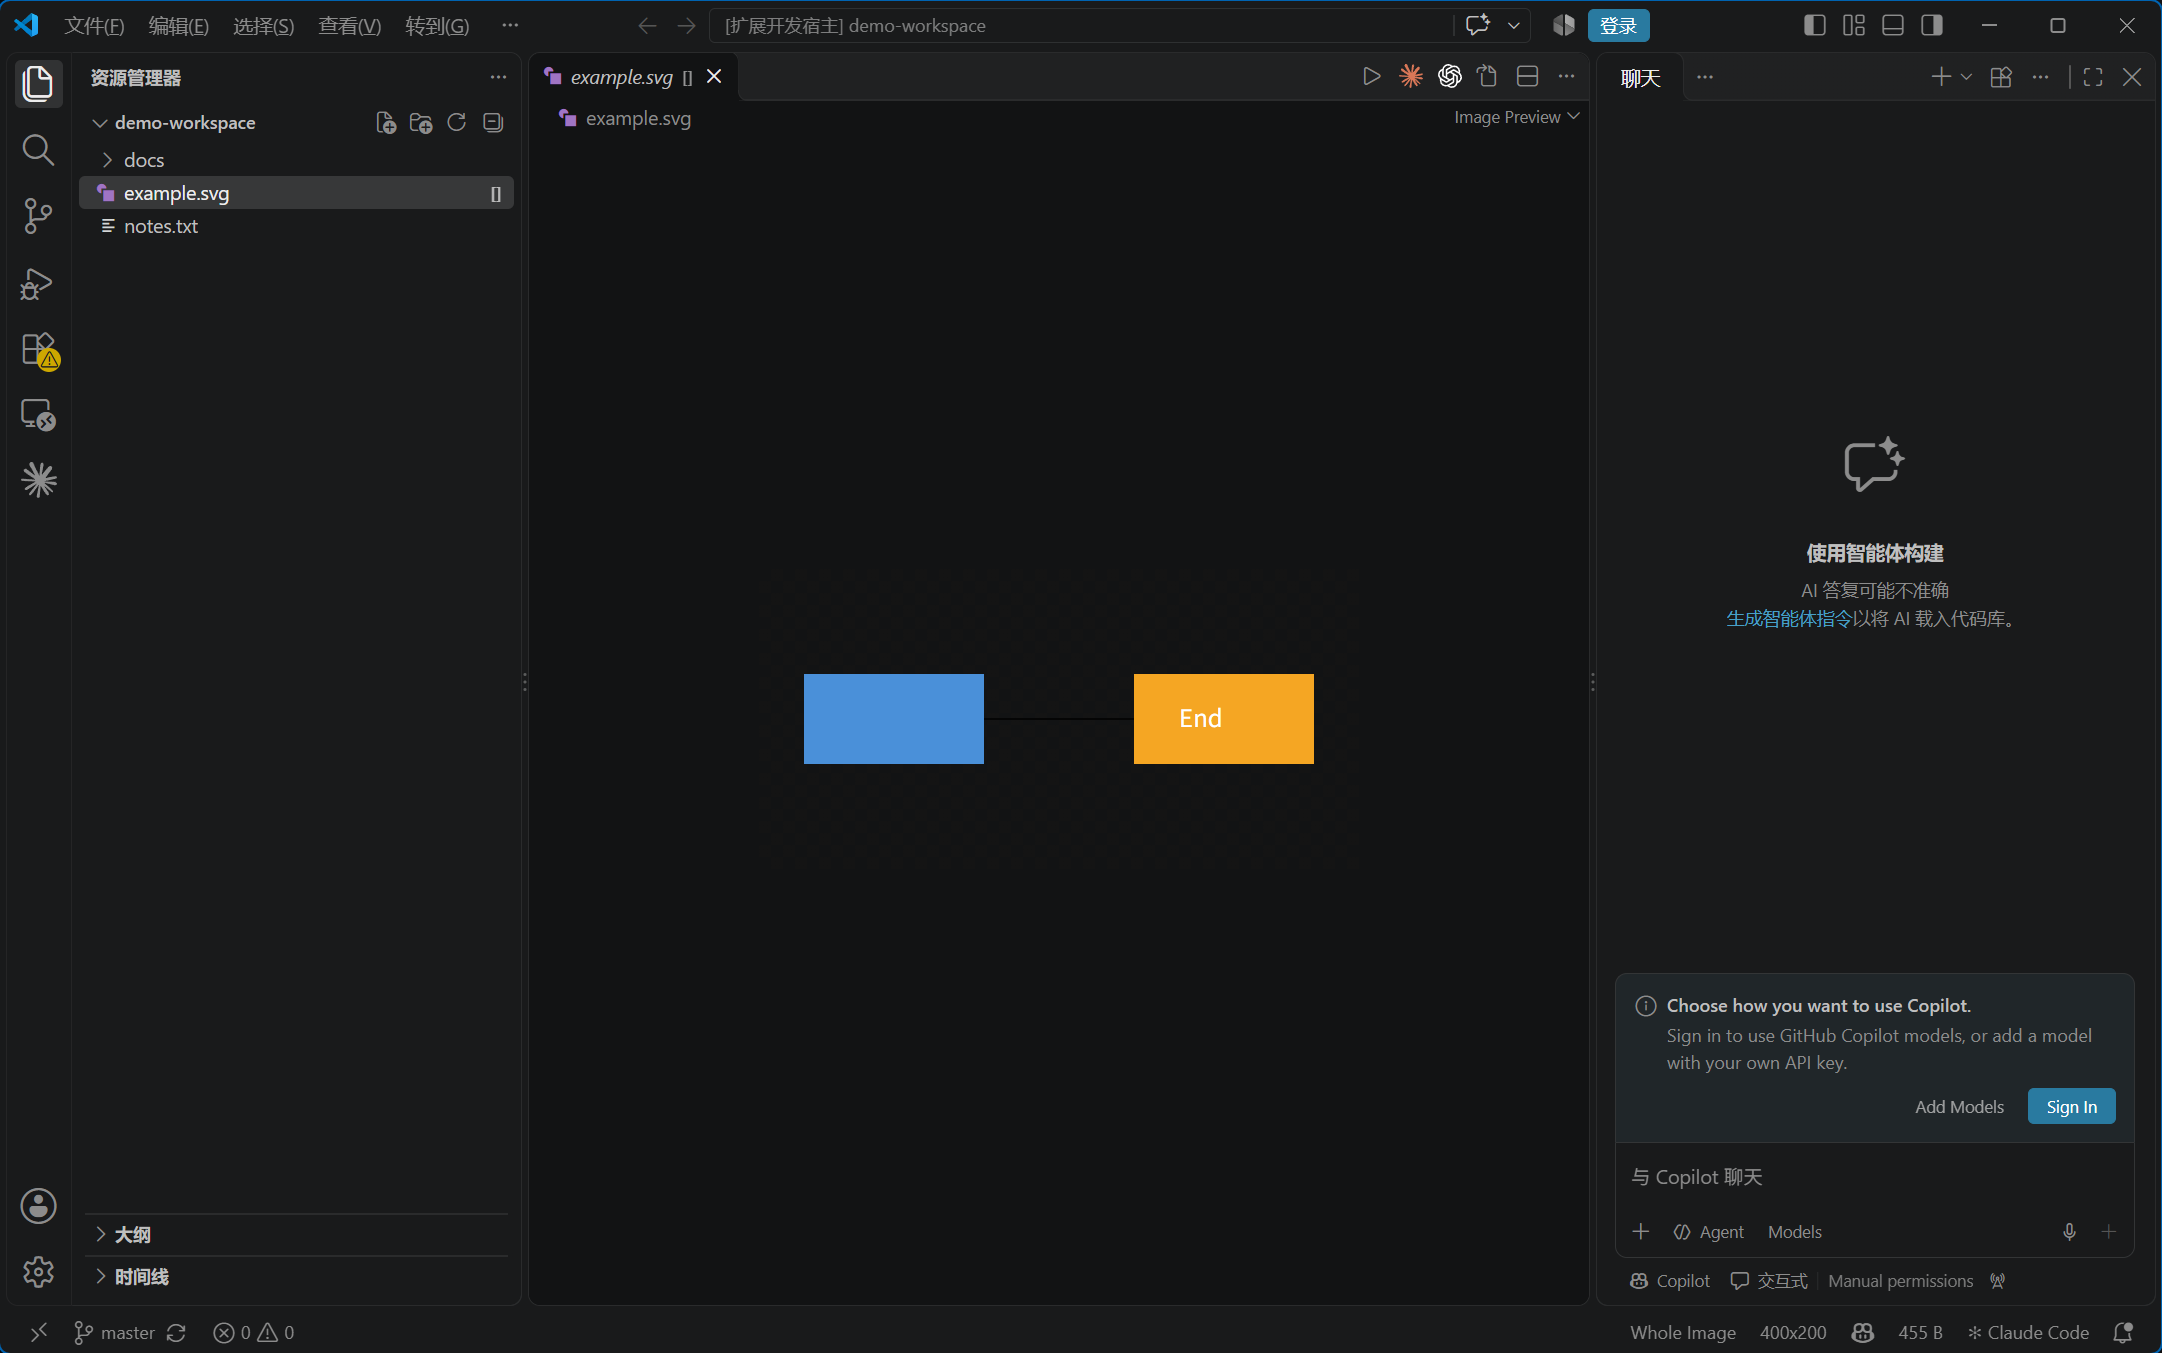 文件(F) 编辑(E) 选择(S) 查看(V) 转到(G) ···
[扩展开发宿主] demo-workspace
登录
资源管理器
demo-workspace
docs
example.svg []
notes.txt
大纲
时间线
example.svg []
example.svg
Image Preview
End
聊天
使用智能体构建
AI 答复可能不准确
生成智能体指令以将 AI 载入代码库。
Choose how you want to use Copilot.
Sign in to use GitHub Copilot models, or add a model
with your own API key.
Add Models Sign In
与 Copilot 聊天
Agent Models
Copilot 交互式 Manual permissions
master 0 0
Whole Image 400x200 455 B Claude Code